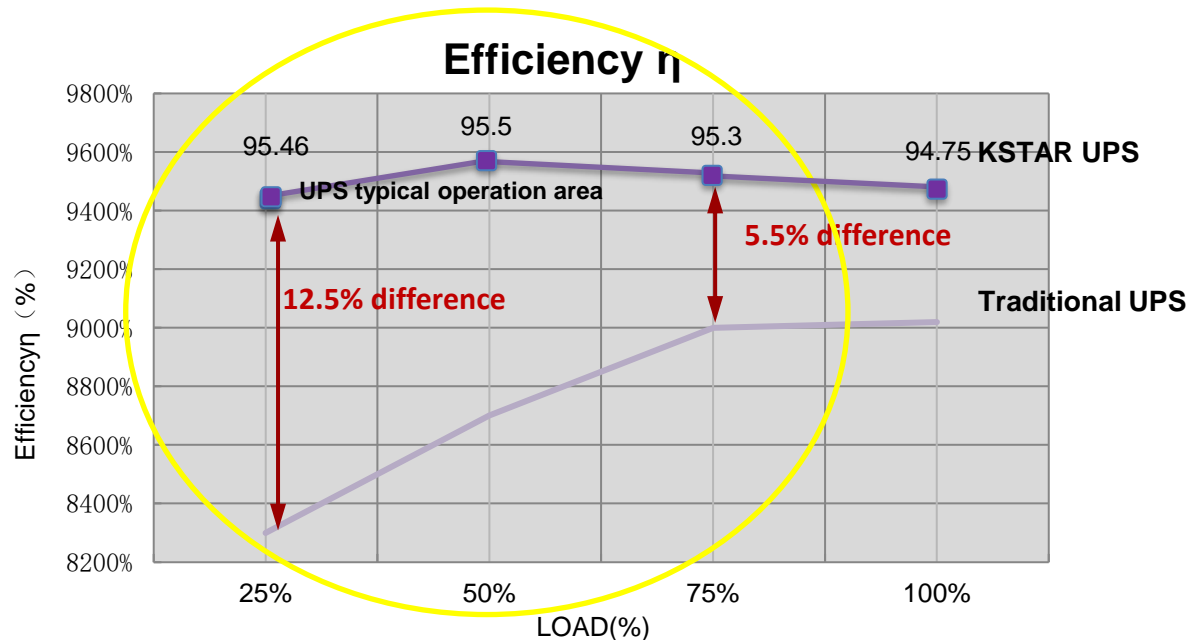 Efficiency η
9800%
9600%
9400%
9200%
9000%
8800%
8600%
8400%
8200%
Efficiencyη（%）
95.46
95.5
95.3
94.75
KSTAR UPS
UPS typical operation area
5.5% difference
12.5% difference
Traditional UPS
25%
50%
75%
100%
LOAD(%)